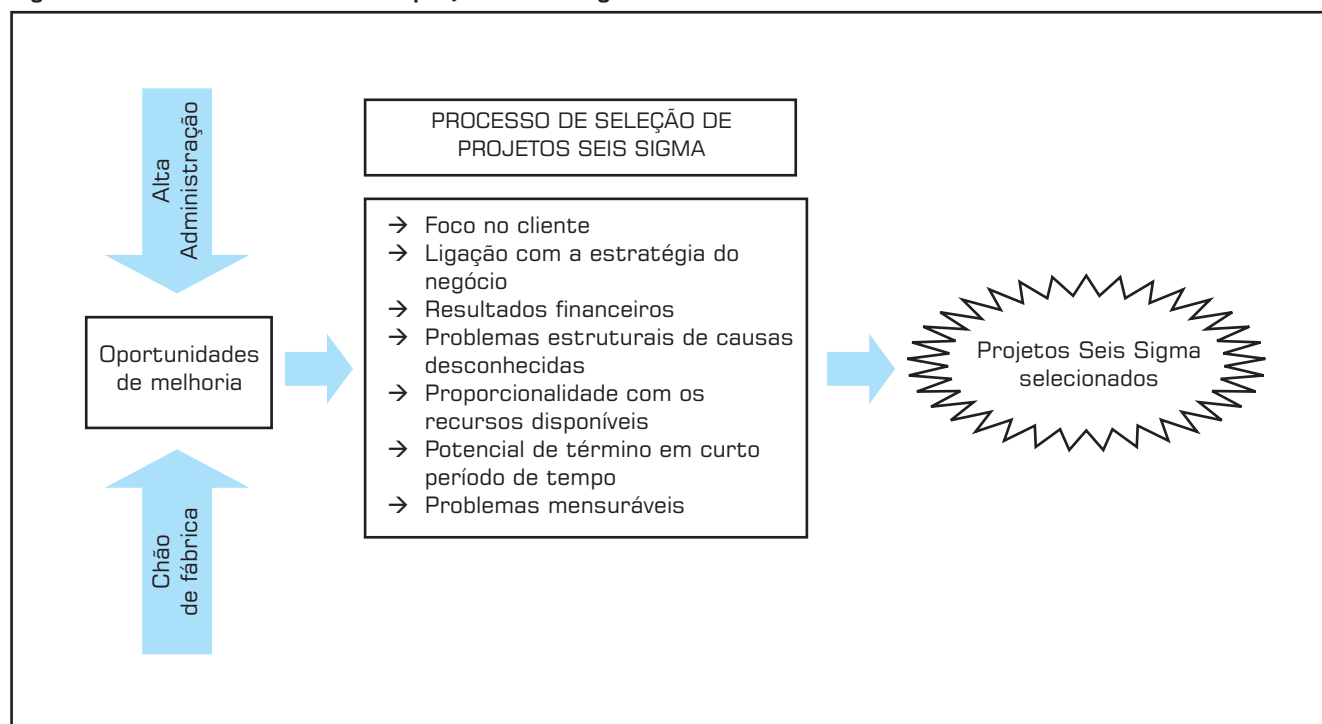 Alta
Administração
PROCESSO DE SELEÇÃO DE
PROJETOS SEIS SIGMA
→ Foco no cliente
→ Ligação com a estratégia do
negócio
→ Resultados financeiros
→ Problemas estruturais de causas
desconhecidas
→ Proporcionalidade com os
recursos disponíveis
→ Potencial de término em curto
período de tempo
→ Problemas mensuráveis
Oportunidades
de melhoria
Projetos Seis Sigma
selecionados
Chão
de fábrica